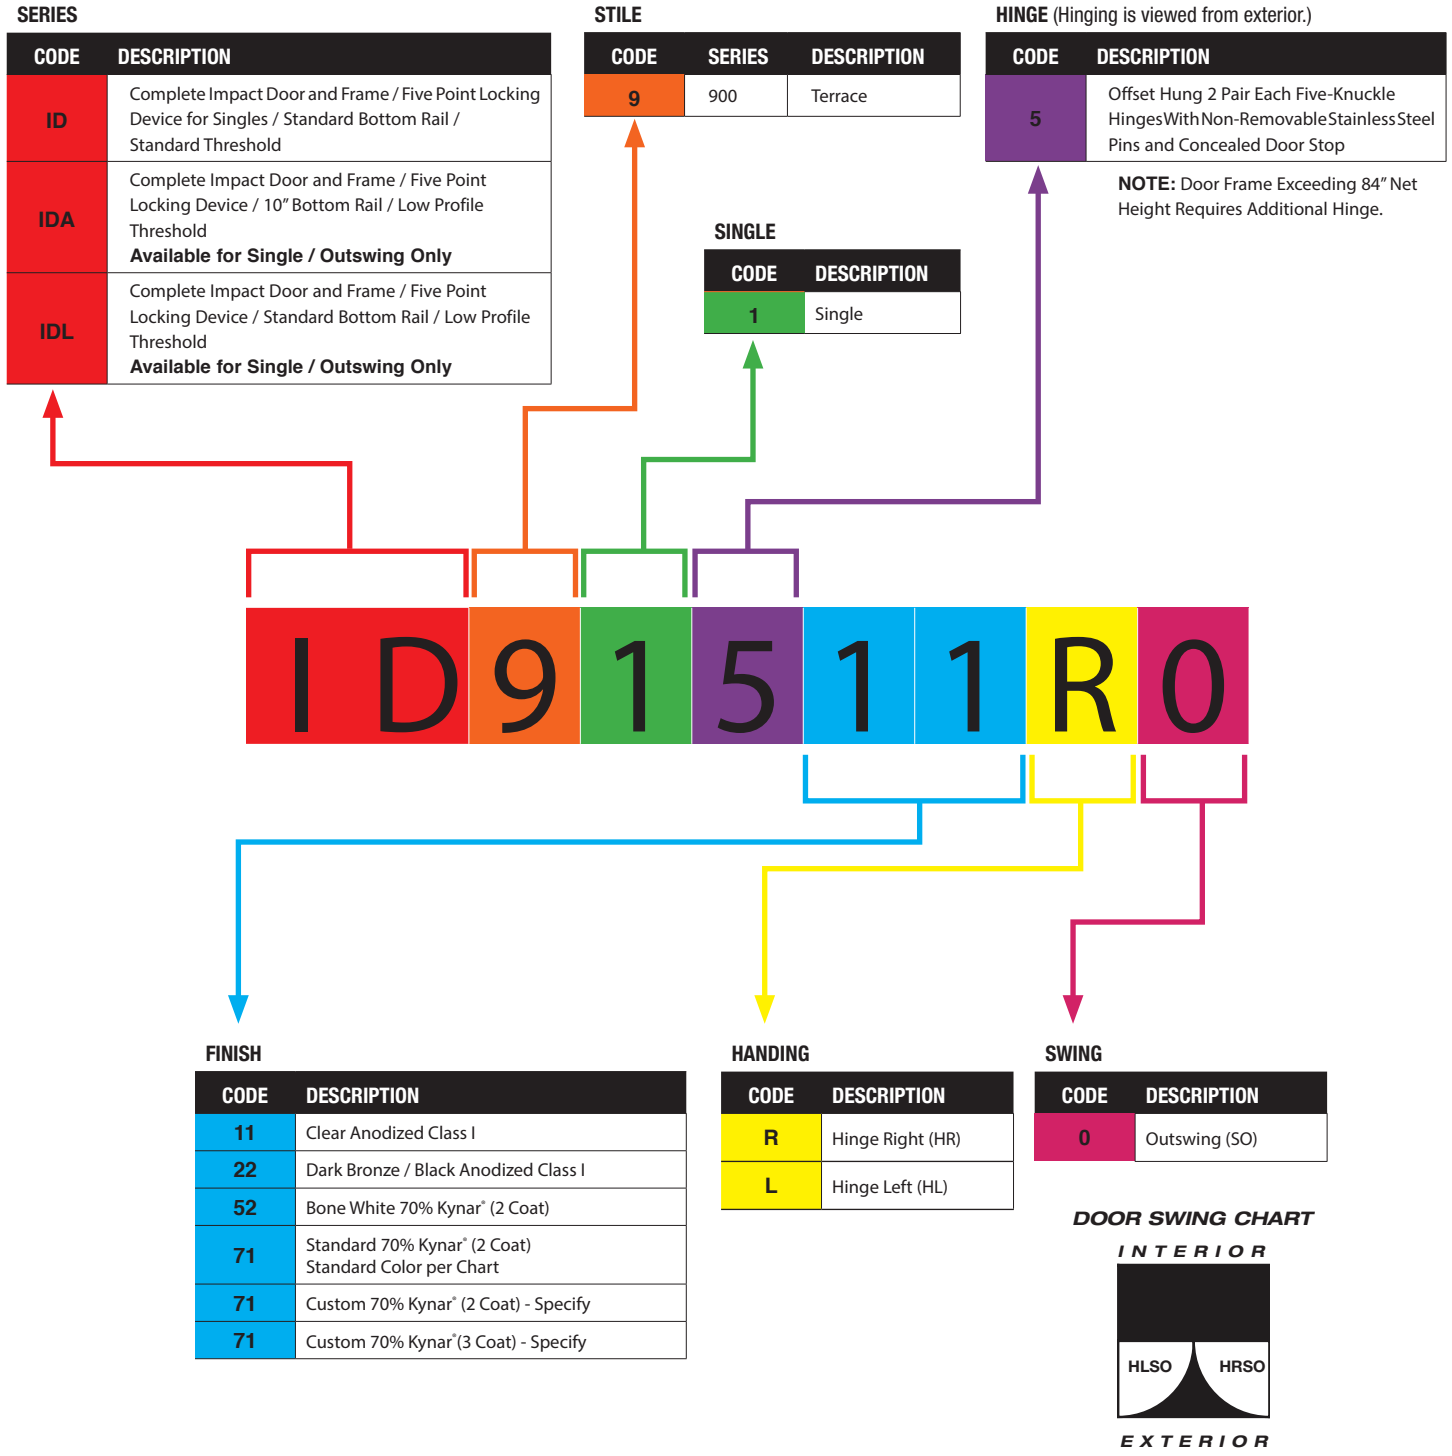 SERIES
CODE DESCRIPTION
ID
Complete Impact Door and Frame / Five Point Locking
Device for Singles / Standard Bottom Rail /
Standard Threshold
IDA
Complete Impact Door and Frame / Five Point
Locking Device / 10" Bottom Rail / Low Profile
Threshold
Available for Single / Outswing Only
IDL
Complete Impact Door and Frame / Five Point
Locking Device / Standard Bottom Rail / Low Profile
Threshold
Available for Single / Outswing Only
STILE
CODE SERIES DESCRIPTION
9 900 Terrace
HINGE (Hinging is viewed from exterior.)
CODE DESCRIPTION
5
Offset Hung 2 Pair Each Five-Knuckle
Hinges With Non-Removable Stainless Steel
Pins and Concealed Door Stop
NOTE: Door Frame Exceeding 84" Net
Height Requires Additional Hinge.
SINGLE
CODE DESCRIPTION
1 Single
I D 9 1 5 1 1 R 0
FINISH
CODE DESCRIPTION
11 Clear Anodized Class I
22 Dark Bronze / Black Anodized Class I
52 Bone White 70% Kynar® (2 Coat)
71
Standard 70% Kynar® (2 Coat)
Standard Color per Chart
71 Custom 70% Kynar® (2 Coat) - Specify
71 Custom 70% Kynar®(3 Coat) - Specify
HANDING
CODE DESCRIPTION
R Hinge Right (HR)
L Hinge Left (HL)
SWING
CODE DESCRIPTION
0 Outswing (SO)
DOOR SWING CHART
INTERIOR
HLSO HRSO
EXTERIOR